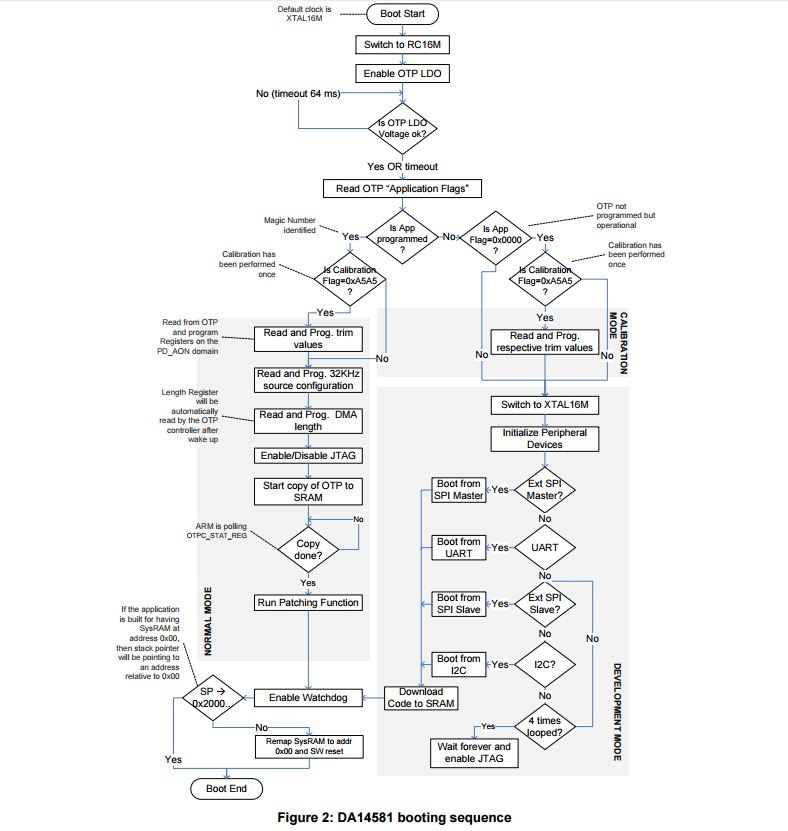 Default clock is
XTAL16M
Boot Start
Switch to RC16M
Enable OTP LDO
No (timeout 64 ms)
Is OTP LDO
Voltage ok?
Yes OR timeout
Read OTP “Application Flags”
Magic Number
identified
Yes
Is App
programmed
?
No
Is App
Flag=0x0000
?
Yes
OTP not
programmed but
operational
Calibration has
been performed
once
Is Calibration
Flag=0xA5A5
?
Is Calibration
Flag=0xA5A5
?
Calibration has
been performed
once
Yes
Yes
Read from OTP
and program
Registers on the
PD_AON domain
Read and Prog. trim
values
No
No
Read and Prog.
respective trim values
No
CALIBRATION
MODE
Read and Prog. 32KHz
source configuration
Length Register
will be
automatically
read by the OTP
controller after
wake up
Read and Prog. DMA
length
Enable/Disable JTAG
Start copy of OTP to
SRAM
No
ARM is polling
OTPC_STAT_REG
Copy
done?
Yes
Run Patching Function
NORMAL MODE
Switch to XTAL16M
Initialize Peripheral
Devices
Boot from
SPI Master
Yes
Ext SPI
Master?
No
Boot from
UART
Yes
UART
No
Boot from
SPI Slave
Yes
Ext SPI
Slave?
No
No
Boot from
I2C
Yes
I2C?
No
Download
Code to SRAM
4 times
looped?
Yes
Wait forever and
enable JTAG
DEVELOPMENT MODE
If the application
is built for having
SysRAM at
address 0x00,
then stack pointer
will be pointing to
an address
relative to 0x00
SP →
0x2000..
Enable Watchdog
No
Remap SysRAM to addr
0x00 and SW reset
Yes
Boot End
Figure 2: DA14581 booting sequence